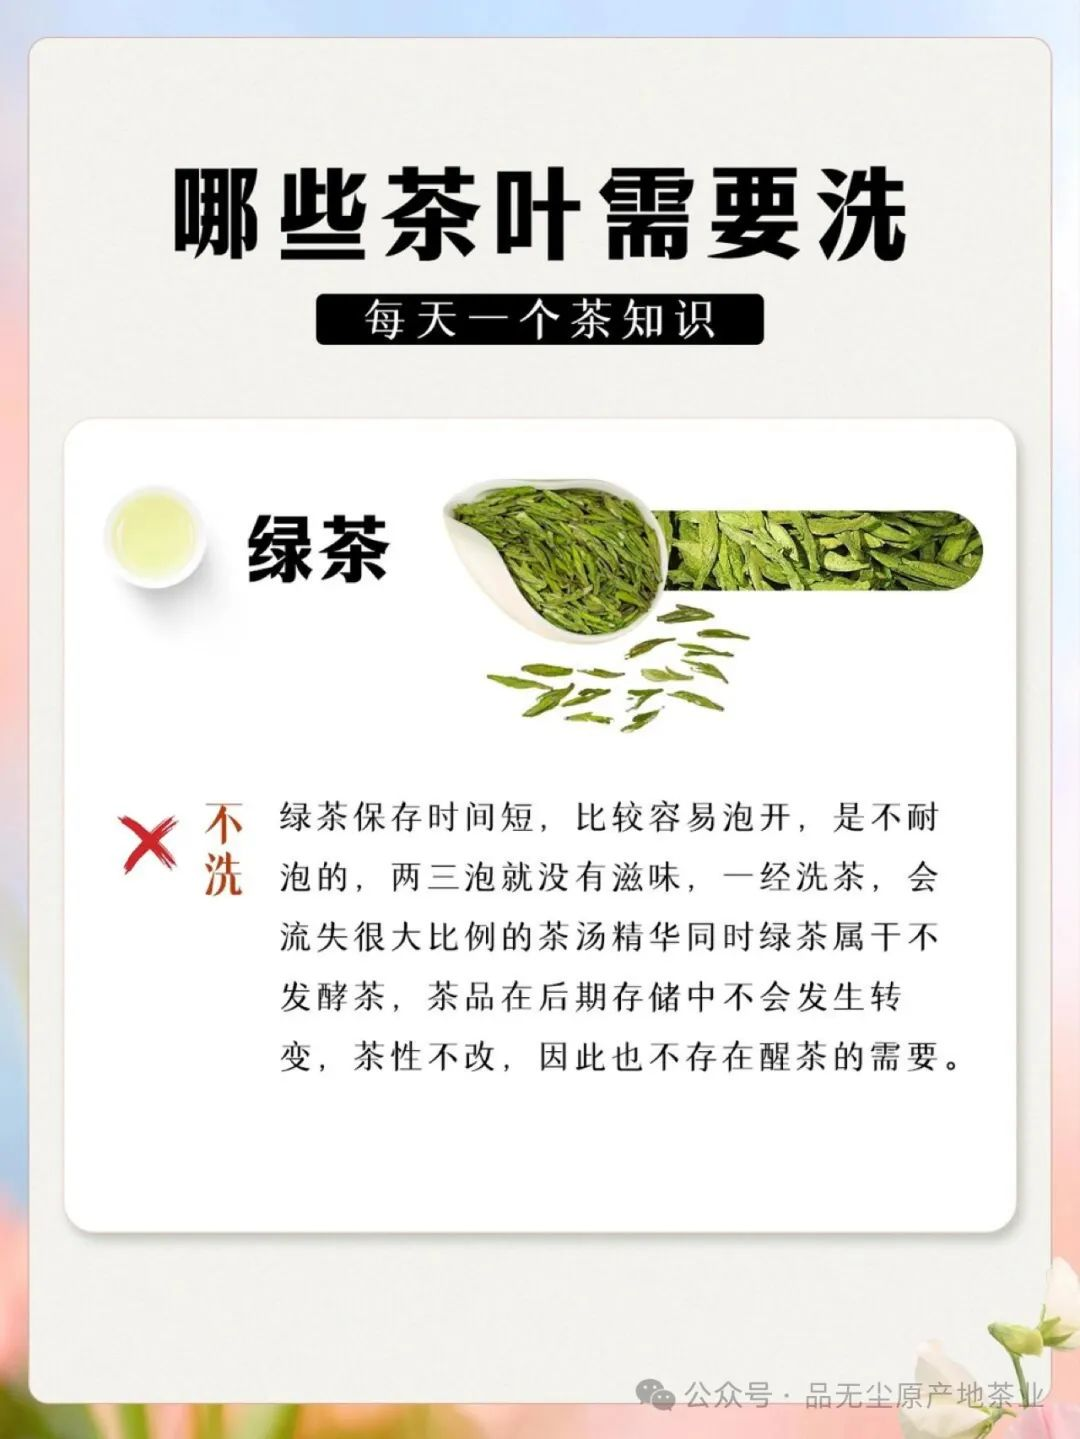 哪些茶叶需要洗
每天一个茶知识
绿茶
不洗
绿茶保存时间短，比较容易泡开，是不耐
泡的，两三泡就没有滋味，一经洗茶，会
流失很大比例的茶汤精华同时绿茶属于不
发酵茶，茶品在后期存储中不会发生转
变，茶性不改，因此也不存在醒茶的需要。
公众号·品无尘原产地茶业